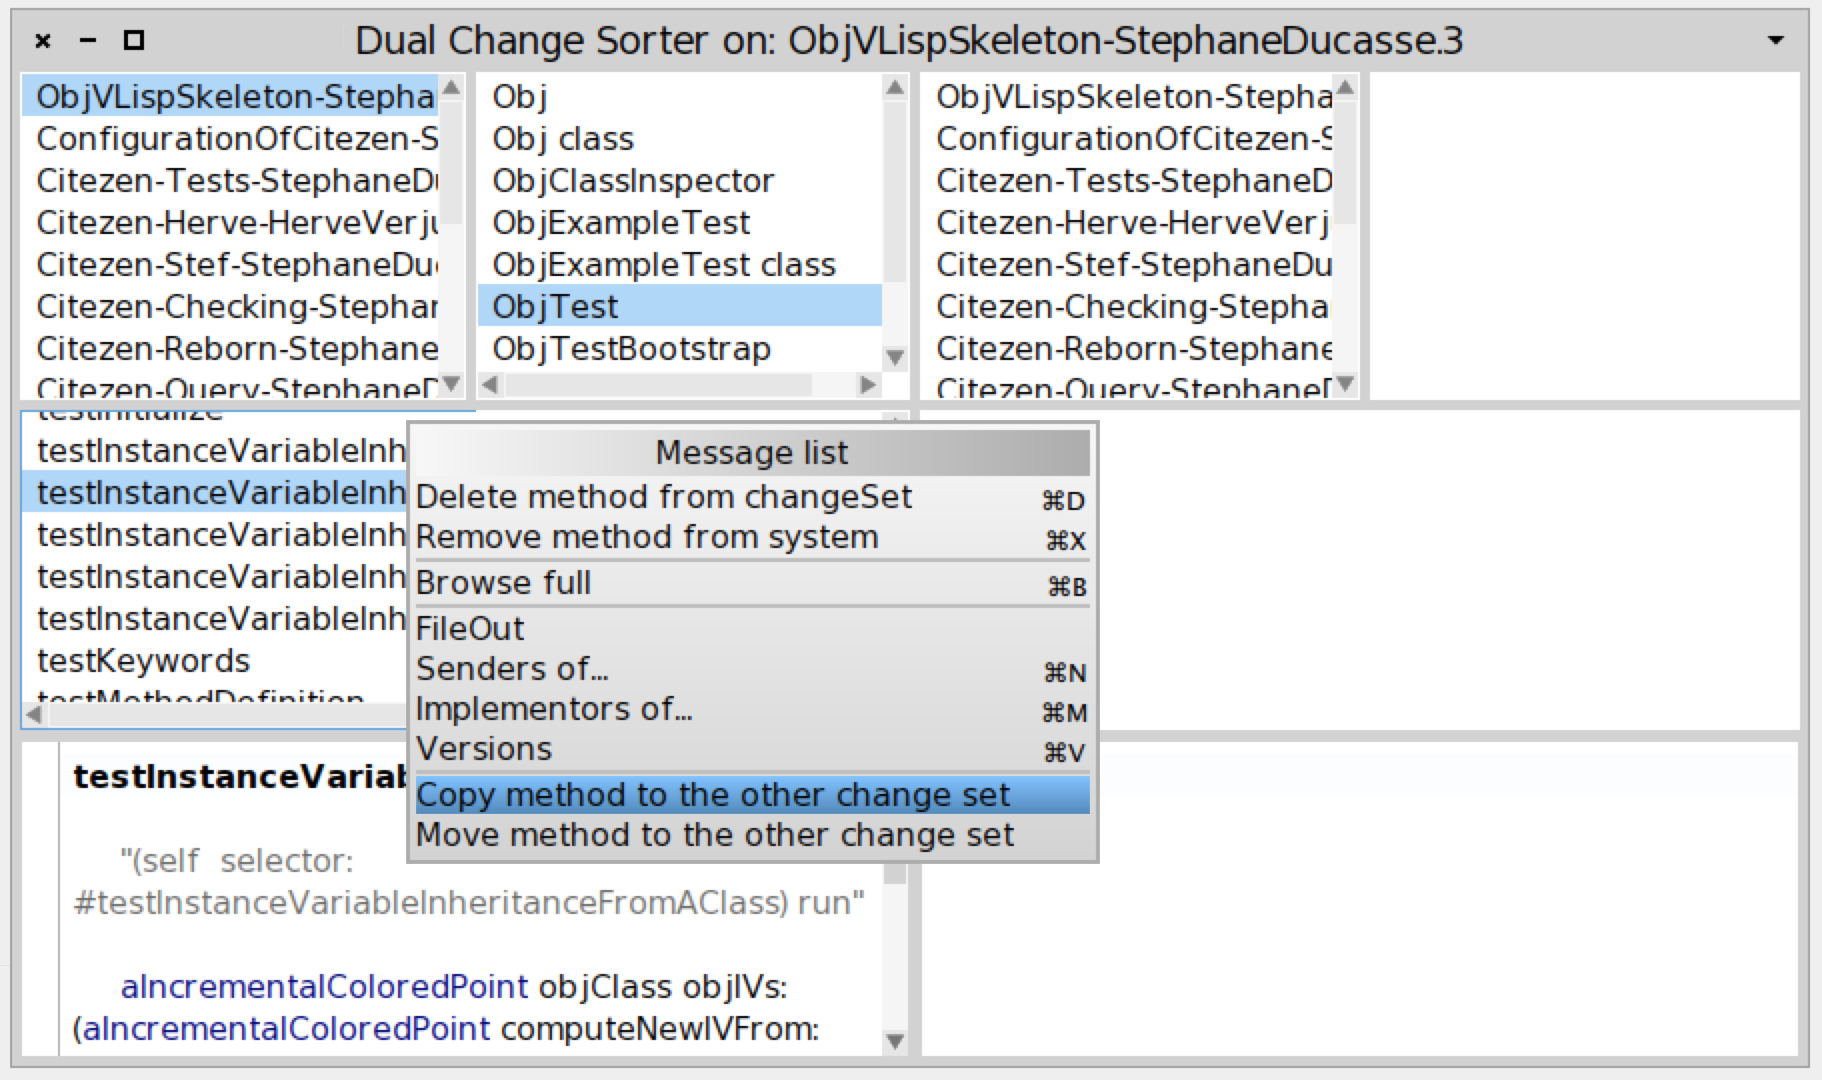 Dual Change Sorter on: ObjVLispSkeleton-StephaneDucasse.3
ObjVLispSkeleton-Stepha
ConfigurationOfCitezen-S
Citezen-Tests-StephaneD
Citezen-Herve-HerveVerj
Citezen-Stef-StephaneDu
Citezen-Checking-Stephan
Citezen-Reborn-Stephane
Citezen-Query-StephaneD
Obj
Obj class
ObjClassInspector
ObjExampleTest
ObjExampleTest class
ObjTest
ObjTestBootstrap
ObjVLispSkeleton-Stepha
ConfigurationOfCitezen-S
Citezen-Tests-StephaneD
Citezen-Herve-HerveVerj
Citezen-Stef-StephaneDu
Citezen-Checking-Stepha
Citezen-Reborn-Stephane
Citezen-Query-Stephane
testInitialize
testInstanceVariableInh
testInstanceVariableInh
testInstanceVariableInh
testInstanceVariableInh
testInstanceVariableInh
testKeywords
testMethodDefinition
Message list
Delete method from changeSet ⌘D
Remove method from system ⌘X
Browse full ⌘B
FileOut
Senders of... ⌘N
Implementors of... ⌘M
Versions ⌘V
Copy method to the other change set
Move method to the other change set
testInstanceVariab
"(self selector:
#testInstanceVariableInheritanceFromAClass) run"
aIncrementalColoredPoint objClass objIVs:
(aIncrementalColoredPoint computeNewIVFrom: